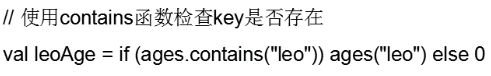 // 使用contains函数检查key是否存在
val leoAge = if (ages.contains("leo")) ages("leo") else 0